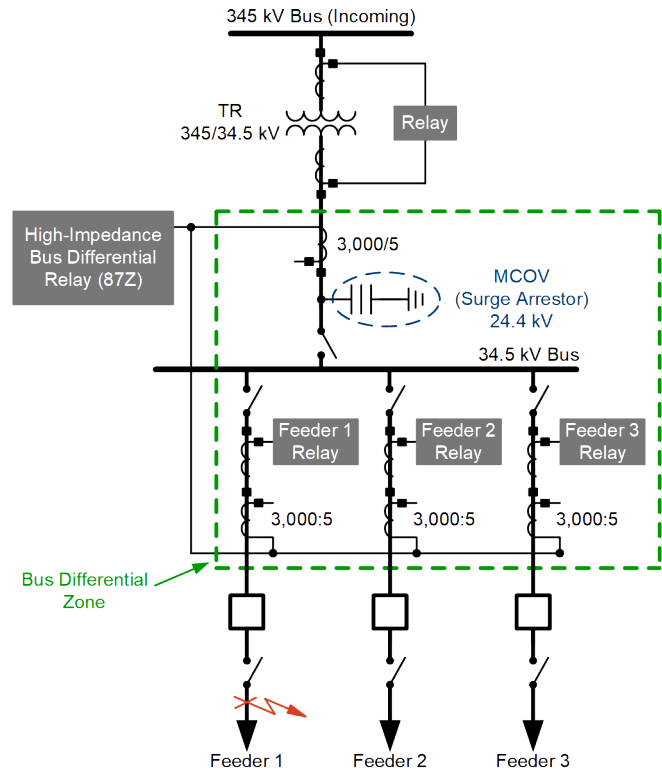 345 kV Bus (Incoming)
TR
345/34.5 kV
Relay
High-Impedance
Bus Differential
Relay (87Z)
3,000/5
MCOV
(Surge Arrestor)
24.4 kV
34.5 kV Bus
Feeder 1
Relay
Feeder 2
Relay
Feeder 3
Relay
3,000:5
3,000:5
3,000:5
Bus Differential
Zone
Feeder 1
Feeder 2
Feeder 3